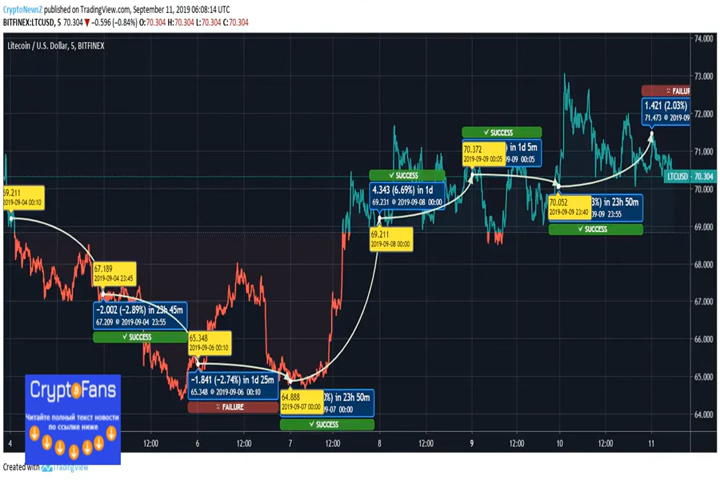 CryptoNewZ published on TradingView.com, September 11, 2019 06:08:14 UTC
BITFINEX:LTCUSD, 5 70.304 ▼ −0.596 (−0.84%) O:70.304 H:70.304 L:70.304 C:70.304
Litecoin / U.S. Dollar, 5, BITFINEX
74.000
73.000
72.000
71.000
70.000
69.000
68.000
67.000
66.000
65.000
64.000
LTCUSD 70.304
69.211
2019-09-04 00:10
67.189
2019-09-04 23:45
−2.002 (−2.89%) in 23h 45m
67.209 @ 2019-09-04 23:55
✓ SUCCESS
65.348
2019-09-06 00:10
−1.841 (−2.74%) in 1d 25m
65.348 @ 2019-09-06 00:10
FAILURE
64.888
2019-09-07 00:00
%) in 23h 50m
-07 00:00
✓ SUCCESS
✓ SUCCESS
4.343 (6.69%) in 1d
69.231 @ 2019-09-08 00:00
69.211
2019-09-08 00:00
✓ SUCCESS
70.372
2019-09-09 00:05
) in 1d 5m
-09 00:05
70.052
2019-09-09 23:40
3%) in 23h 50m
-09 23:55
✓ SUCCESS
FAILUR
1.421 (2.03%)
71.473 @ 2019-09-
CryptoFans
Читайте полный текст новости
по ссылке ниже
4
12:00
6
12:00
7
12:00
8
12:00
9
12:00
10
12:00
11
Created with TradingView